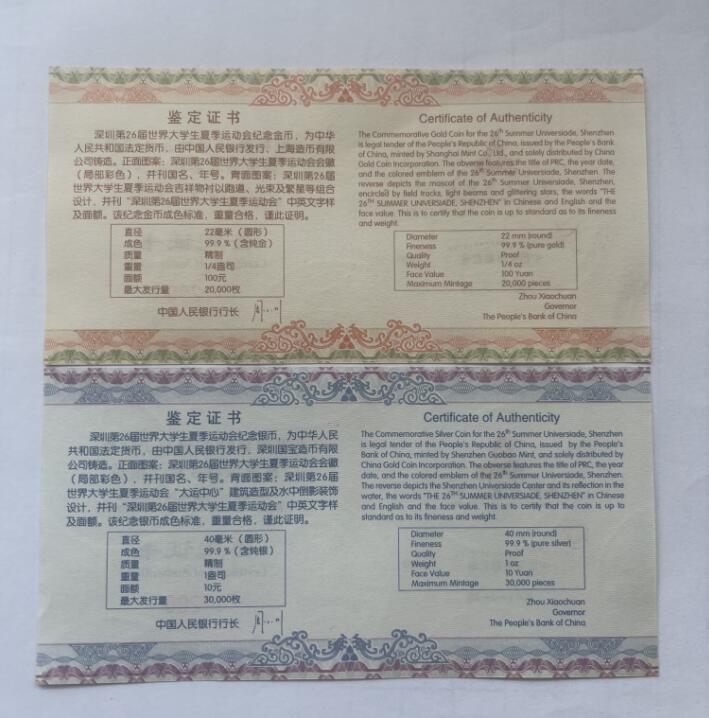 鉴定证书
深圳第26届世界大学生夏季运动会纪念金币，为中华
人民共和国法定货币，由中国人民银行发行，上海造币有限
公司铸造。正面图案：深圳第26届世界大学生夏季运动会会徽
（局部彩色），并刊国名、年号。背面图案：深圳第26届
世界大学生夏季运动会吉祥物衬以跑道、光束及繁星等组合
设计，并刊“深圳第26届世界大学生夏季运动会”中英文字样
及面额。该纪念金币成色标准，重量合格，谨此证明。
直径 22毫米（圆形）
成色 99.9％（含纯金）
质量 精制
重量 1/4盎司
面额 100元
最大发行量 20,000枚
中国人民银行行长
Certificate of Authenticity
The Commemorative Gold Coin for the 26th Summer Universiade, Shenzhen
is legal tender of the People's Republic of China, issued by the People's Bank
of China, minted by Shanghai Mint Co., Ltd., and solely distributed by China
Gold Coin Incorporation. The obverse features the title of PRC, the year date,
and the colored emblem of the 26th Summer Universiade, Shenzhen. The
reverse depicts the mascot of the 26th Summer Universiade, Shenzhen,
encircled by field tracks, light beams and glittering stars, the words "THE
26TH SUMMER UNIVERSIADE, SHENZHEN" in Chinese and English and the
face value. This is to certify that the coin is up to standard as to its fineness
and weight.
Diameter 22 mm (round)
Fineness 99.9 % (pure gold)
Quality Proof
Weight 1/4 oz
Face Value 100 Yuan
Maximum Mintage 20,000 pieces
Zhou Xiaochuan
Governor
The People's Bank of China
鉴定证书
深圳第26届世界大学生夏季运动会纪念银币，为中华人民
共和国法定货币，由中国人民银行发行，深圳国宝造币有限
公司铸造。正面图案：深圳第26届世界大学生夏季运动会会徽
（局部彩色），并刊国名、年号。背面图案：深圳第26届
世界大学生夏季运动会“大运中心”建筑造型及水中倒影装饰
设计，并刊“深圳第26届世界大学生夏季运动会”中英文字样
及面额。该纪念银币成色标准，重量合格，谨此证明。
直径 40毫米（圆形）
成色 99.9％（含纯银）
质量 精制
重量 1盎司
面额 10元
最大发行量 30,000枚
中国人民银行行长
Certificate of Authenticity
The Commemorative Silver Coin for the 26th Summer Universiade, Shenzhen
is legal tender of the People's Republic of China, issued by the People's
Bank of China, minted by Shenzhen Guobao Mint, and solely distributed by
China Gold Coin Incorporation. The obverse features the title of PRC, the year
date, and the colored emblem of the 26th Summer Universiade, Shenzhen.
The reverse depicts the Shenzhen Universiade Center and its reflection in the
water, the words "THE 26TH SUMMER UNIVERSIADE, SHENZHEN" in Chinese
and English and the face value. This is to certify that the coin is up to
standard as to its fineness and weight.
Diameter 40 mm (round)
Fineness 99.9 % (pure silver)
Quality Proof
Weight 1 oz
Face Value 10 Yuan
Maximum Mintage 30,000 pieces
Zhou Xiaochuan
Governor
The People's Bank of China